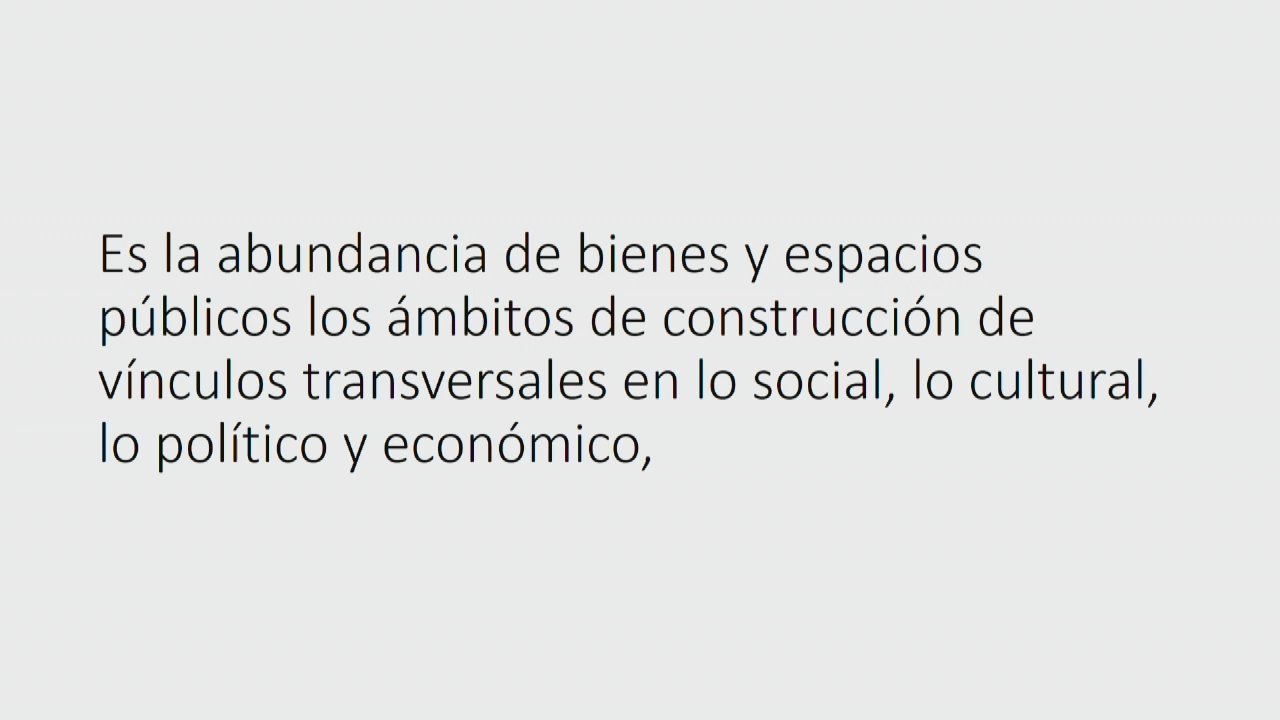 Es la abundancia de bienes y espacios
públicos los ámbitos de construcción de
vínculos transversales en lo social, lo cultural,
lo político y económico,